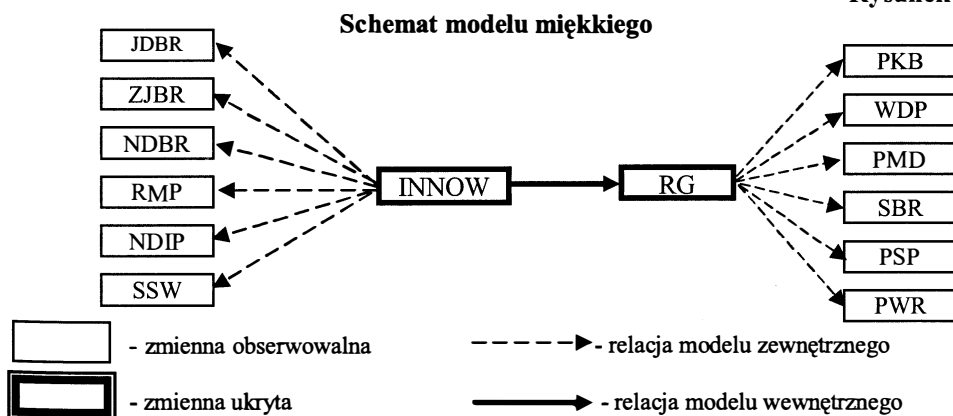 Rysunek
Schemat modelu miękkiego
JDBR
ZJBR
NDBR
RMP
NDIP
SSW
INNOW
RG
PKB
WDP
PMD
SBR
PSP
PWR
- zmienna obserwowalna
- relacja modelu zewnętrznego
- zmienna ukryta
- relacja modelu wewnętrznego